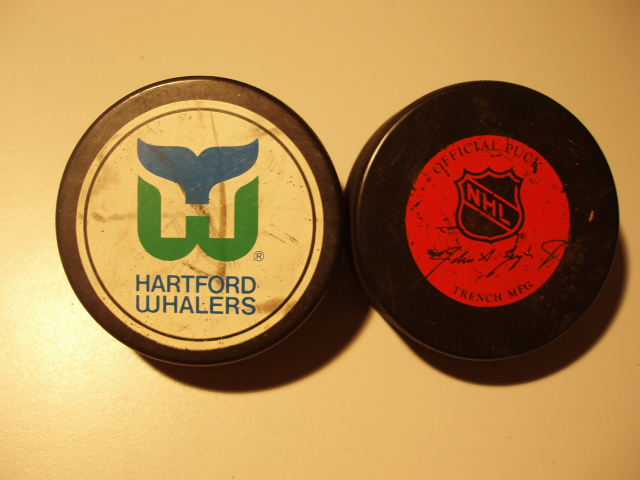 ®
HARTFORD
WHALERS
OFFICIAL PUCK
NHL
TRENCH MFG.